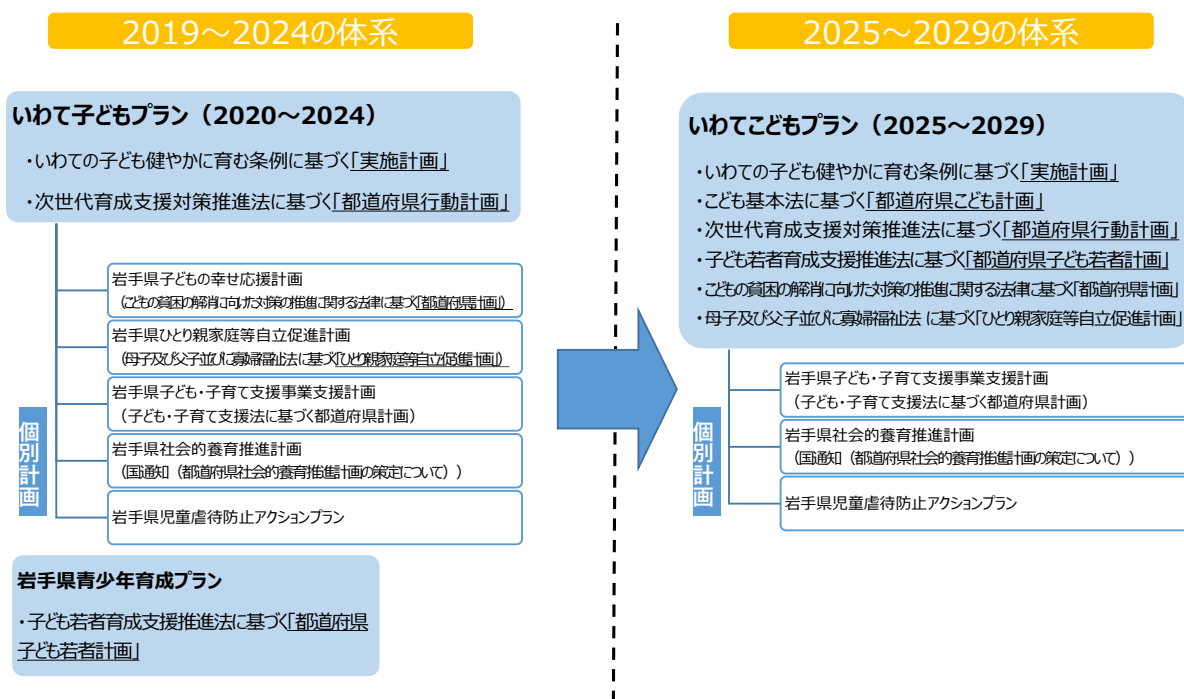 2019～2024の体系
いわて子どもプラン（2020～2024）
・いわての子ども健やかに育む条例に基づく「実施計画」
・次世代育成支援対策推進法に基づく「都道府県行動計画」
個別計画
岩手県子どもの幸せ応援計画
（こどもの貧困の解消に向けた対策の推進に関する法律に基づく「都道府県計画」）
岩手県ひとり親家庭等自立促進計画
（母子及び父子並びに寡婦福祉法に基づく「ひとり親家庭等自立促進計画」）
岩手県子ども・子育て支援事業支援計画
（子ども・子育て支援法に基づく都道府県計画）
岩手県社会的養育推進計画
（国通知（都道府県社会的養育推進計画の策定について））
岩手県児童虐待防止アクションプラン
岩手県青少年育成プラン
・子ども若者育成支援推進法に基づく「都道府県
子ども若者計画」
2025～2029の体系
いわてこどもプラン（2025～2029）
・いわての子ども健やかに育む条例に基づく「実施計画」
・こども基本法に基づく「都道府県こども計画」
・次世代育成支援対策推進法に基づく「都道府県行動計画」
・子ども若者育成支援推進法に基づく「都道府県子ども若者計画」
・こどもの貧困の解消に向けた対策の推進に関する法律に基づく「都道府県計画」
・母子及び父子並びに寡婦福祉法 に基づく「ひとり親家庭等自立促進計画」
個別計画
岩手県子ども・子育て支援事業支援計画
（子ども・子育て支援法に基づく都道府県計画）
岩手県社会的養育推進計画
（国通知（都道府県社会的養育推進計画の策定について））
岩手県児童虐待防止アクションプラン